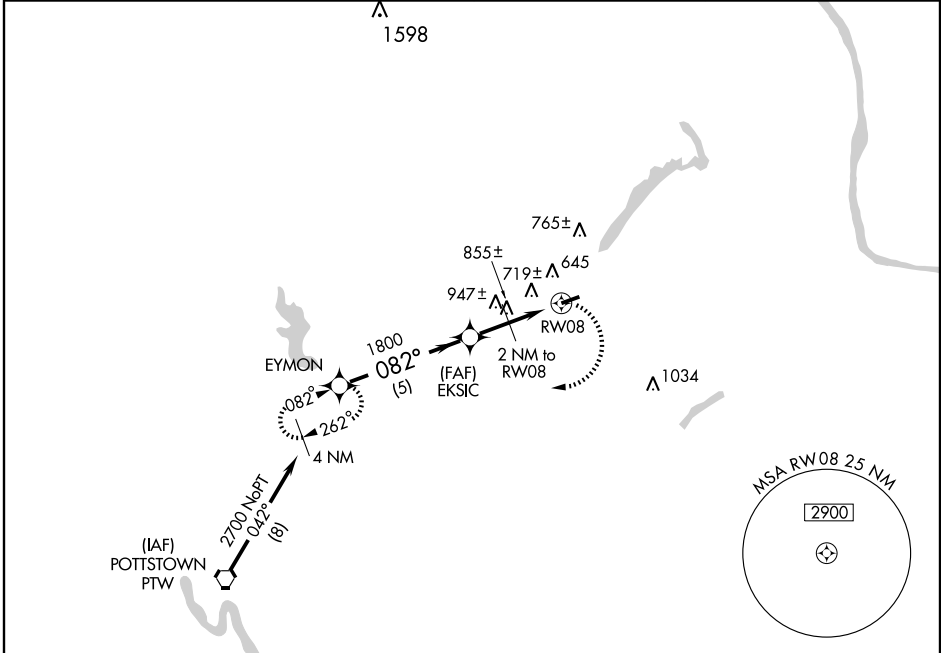 1598
765±
855±
645
719±
947±
RW08
1800
EYMON
082°
(5)
(FAF)
EKSIC
2 NM to
RW08
1034
082°
262°
4 NM
2700 NoPT
042°
(8)
(IAF)
POTTSTOWN
PTW
MSA RW08 25 NM
2900